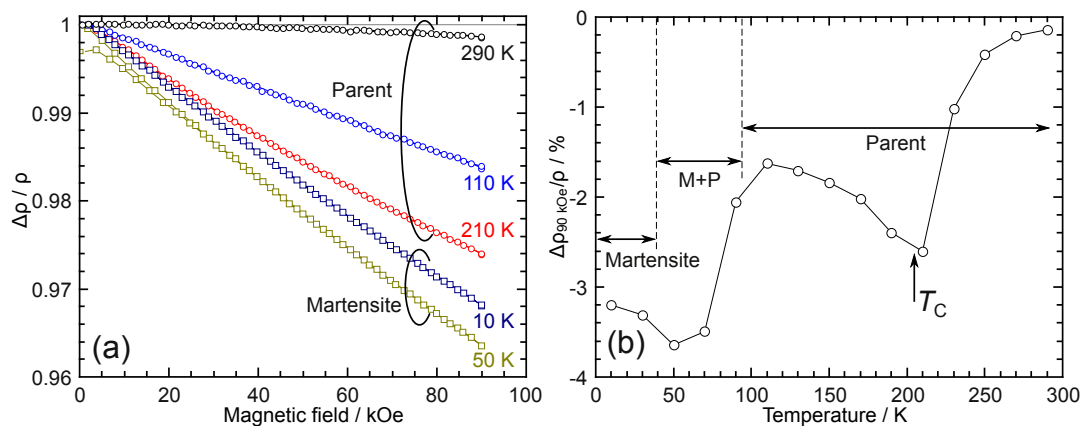 1
0.99
0.98
0.97
0.96
Δρ / ρ
0 20 40 60 80 100
Magnetic field / kOe
290 K
Parent
110 K
210 K
Martensite
10 K
50 K
(a)
0
-1
-2
-3
-4
Δρ90 kOe/ρ / %
0 50 100 150 200 250 300
Temperature / K
Parent
M+P
Martensite
TC
(b)